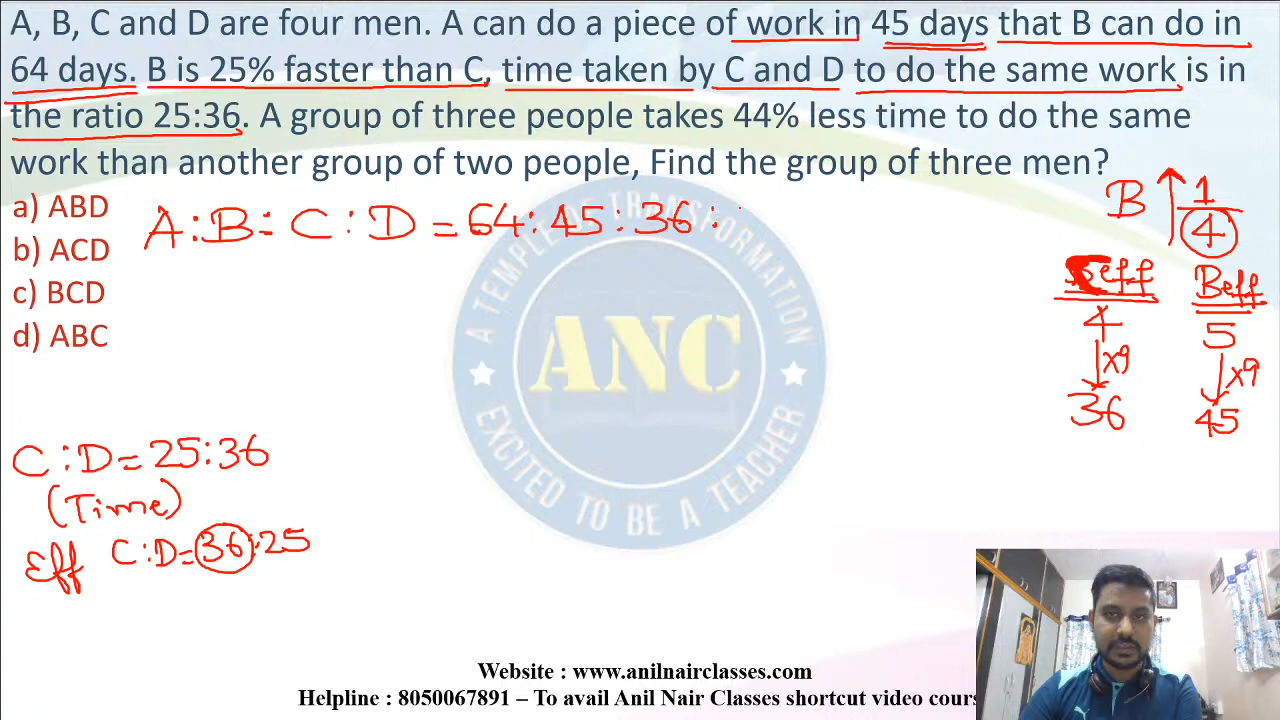 A, B, C and D are four men. A can do a piece of work in 45 days that B can do in
64 days. B is 25% faster than C, time taken by C and D to do the same work is in
the ratio 25:36. A group of three people takes 44% less time to do the same
work than another group of two people, Find the group of three men?
a) ABD
b) ACD
c) BCD
d) ABC
A:B:C:D = 64:45:36:
B ↑ 1
4
eff
Beff
4
5
↓ x9
↓ x9
36
45
C:D = 25:36
(Time)
Eff C:D = 36:25
A TEMPLE OF TRANSFORMATION
ANC
EXCITED TO BE A TEACHER
Website : www.anilnairclasses.com
Helpline : 8050067891 – To avail Anil Nair Classes shortcut video cours